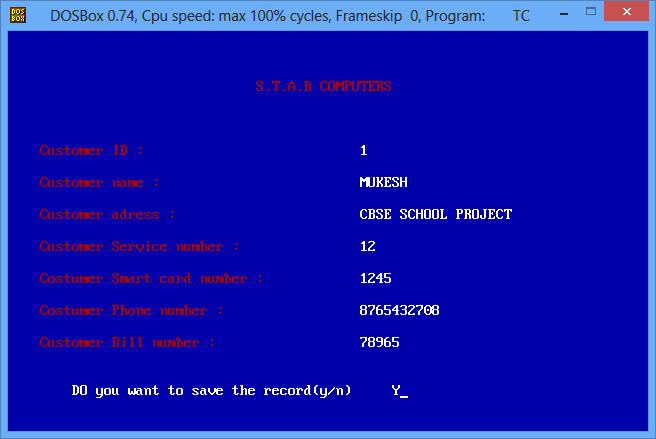 DOS BOX DOSBox 0.74, Cpu speed: max 100% cycles, Frameskip 0, Program: TC
S.T.A.R COMPUTERS
Customer ID : 1
Customer name : MUKESH
Customer adress : CBSE SCHOOL PROJECT
Customer Service number : 12
Costumer Smart card number : 1245
Costumer Phone number : 8765432708
Customer Bill number : 78965
DO you want to save the record(y/n) Y_